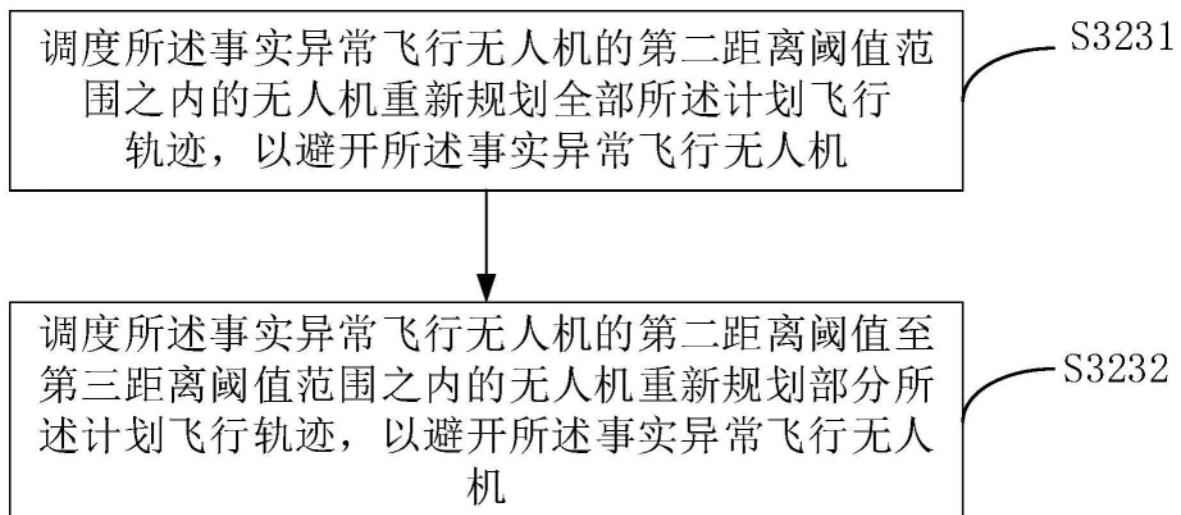 调度所述事实异常飞行无人机的第二距离阈值范
围之内的无人机重新规划全部所述计划飞行
轨迹，以避开所述事实异常飞行无人机
S3231
调度所述事实异常飞行无人机的第二距离阈值至
第三距离阈值范围之内的无人机重新规划部分所
述计划飞行轨迹，以避开所述事实异常飞行无人
机
S3232